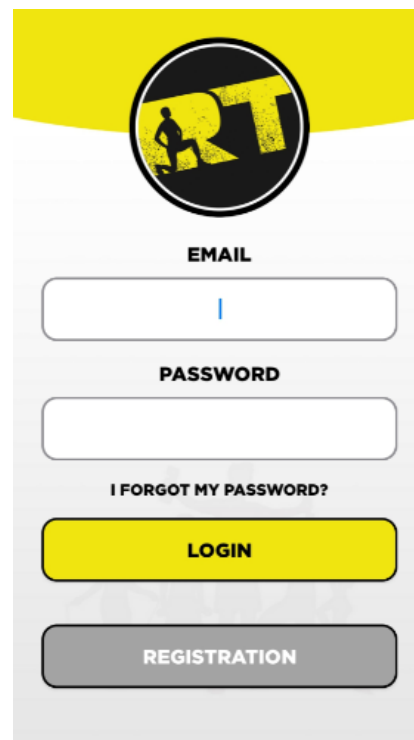 RT
EMAIL
PASSWORD
I FORGOT MY PASSWORD?
LOGIN
REGISTRATION